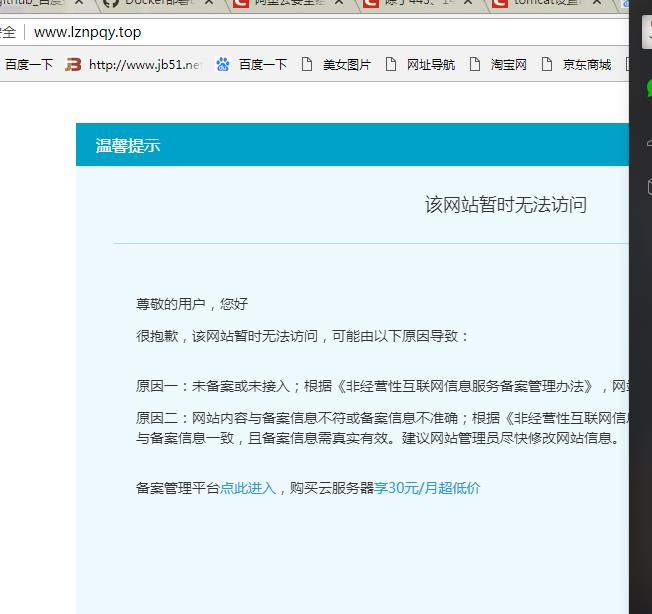 github_百度
Docker部署
阿里云安全组
tomcat设置
安全 www.lznpqy.top
百度一下 http://www.jb51.ne 百度一下 美女图片 网址导航 淘宝网 京东商城
温馨提示
该网站暂时无法访问
尊敬的用户，您好
很抱歉，该网站暂时无法访问，可能由以下原因导致：
原因一：未备案或未接入；根据《非经营性互联网信息服务备案管理办法》，网
原因二：网站内容与备案信息不符或备案信息不准确；根据《非经营性互联网信
与备案信息一致，且备案信息需真实有效。建议网站管理员尽快修改网站信息。
备案管理平台点此进入，购买云服务器享30元/月超低价